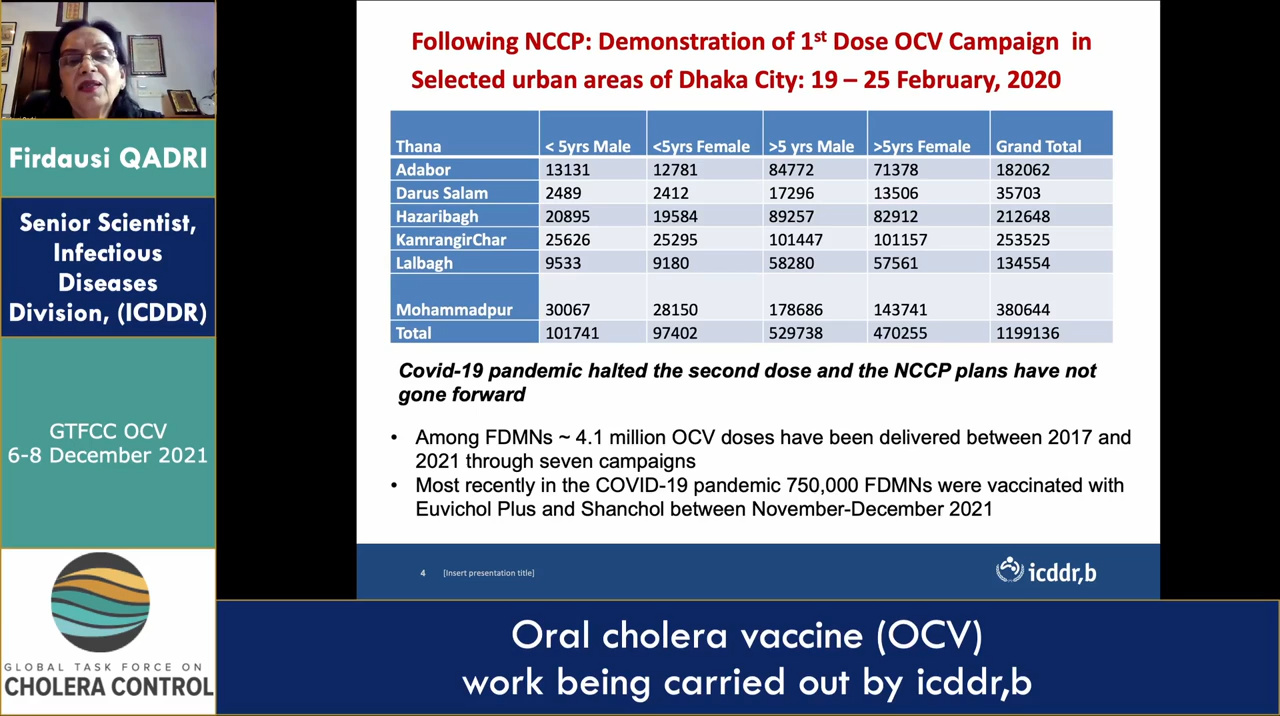 Firdausi QADRI
Senior Scientist,
Infectious
Diseases
Division, (ICDDR)
GTFCC OCV
6-8 December 2021
GLOBAL TASK FORCE ON
CHOLERA CONTROL
Following NCCP: Demonstration of 1st Dose OCV Campaign in
Selected urban areas of Dhaka City: 19 – 25 February, 2020
Thana < 5yrs Male <5yrs Female >5 yrs Male >5yrs Female Grand Total
Adabor 13131 12781 84772 71378 182062
Darus Salam 2489 2412 17296 13506 35703
Hazaribagh 20895 19584 89257 82912 212648
KamrangirChar 25626 25295 101447 101157 253525
Lalbagh 9533 9180 58280 57561 134554
Mohammadpur 30067 28150 178686 143741 380644
Total 101741 97402 529738 470255 1199136
Covid-19 pandemic halted the second dose and the NCCP plans have not
gone forward
• Among FDMNs ~ 4.1 million OCV doses have been delivered between 2017 and
2021 through seven campaigns
• Most recently in the COVID-19 pandemic 750,000 FDMNs were vaccinated with
Euvichol Plus and Shanchol between November-December 2021
4 [Insert presentation title]
icddr,b
Oral cholera vaccine (OCV)
work being carried out by icddr,b